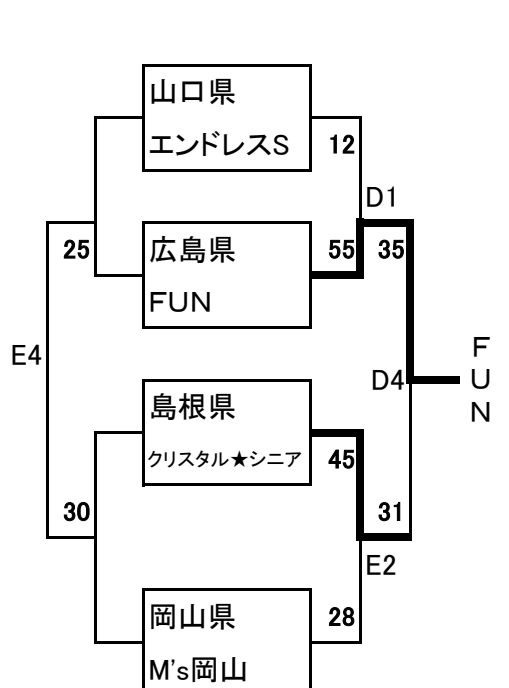 山口県
エンドレスS
12
D1
25
広島県
55
35
FUN
E4
D4
FUN
島根県
クリスタル★シニア
45
30
31
E2
岡山県
28
M's岡山